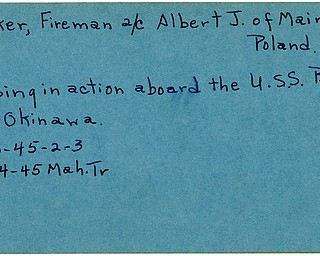 ker, Fireman 2/c Albert J. of Main
Poland.
sing in action aboard the U.S.S.
Okinawa.
-45-2-3
4-45 Mah. Tr